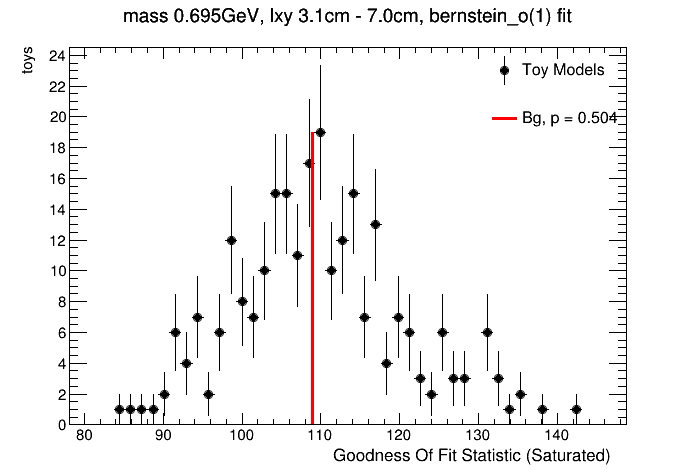 mass 0.695GeV, lxy 3.1cm - 7.0cm, bernstein_o(1) fit
toys
Toy Models
Bg, p = 0.504
24
22
20
18
16
14
12
10
8
6
4
2
0
80 90 100 110 120 130 140
Goodness Of Fit Statistic (Saturated)